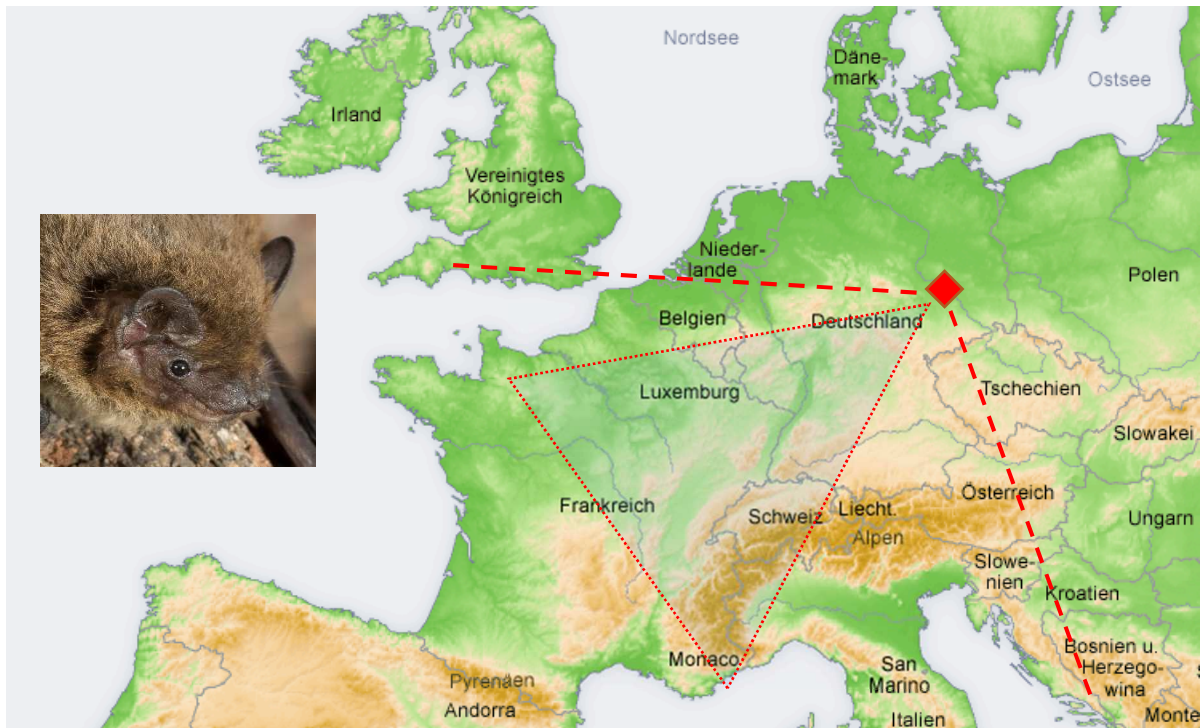 Nordsee
Däne-
mark
Ostsee
Irland
Vereinigtes
Königreich
Nieder-
lande
Polen
Belgien
Deutschland
Luxemburg
Tschechien
Slowakei
Frankreich
Österreich
Schweiz
Liecht.
Alpen
Ungarn
Slowe-
nien
Kroatien
Monaco
Bosnien u.
Herzego-
wina
San
Marino
Pyrenäen
Andorra
Italien
Monte